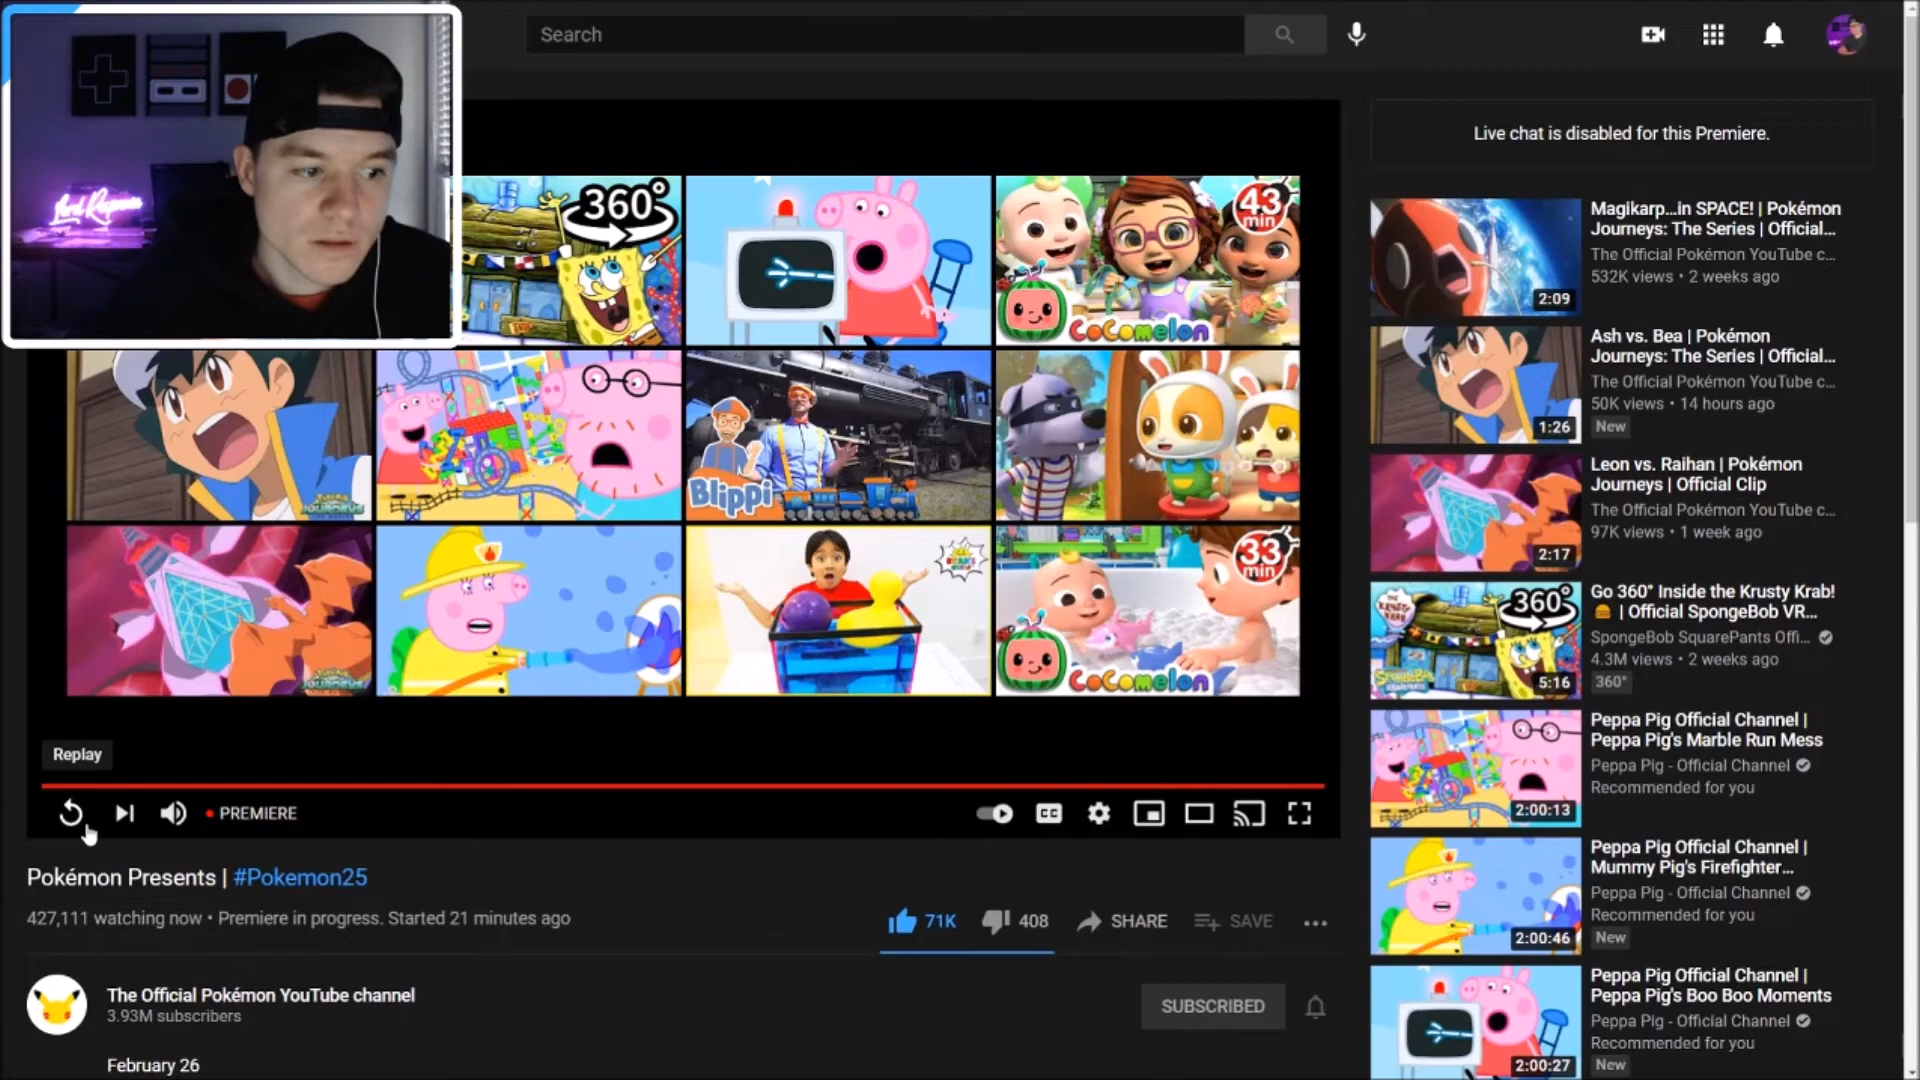 Search
Live chat is disabled for this Premiere.
360°
43
min
COCOMELON
Blippi
33
min
COCOMELON
Replay
PREMIERE
CC
Pokémon Presents | #Pokemon25
427,111 watching now • Premiere in progress. Started 21 minutes ago
71K
408
SHARE
SAVE
The Official Pokémon YouTube channel
3.93M subscribers
SUBSCRIBED
February 26
Magikarp...in SPACE! | Pokémon
Journeys: The Series | Official...
The Official Pokémon YouTube c...
532K views • 2 weeks ago
2:09
Ash vs. Bea | Pokémon
Journeys: The Series | Official...
The Official Pokémon YouTube c...
50K views • 14 hours ago
New
1:26
Leon vs. Raihan | Pokémon
Journeys | Official Clip
The Official Pokémon YouTube c...
97K views • 1 week ago
2:17
Go 360° Inside the Krusty Krab!
🍔 | Official SpongeBob VR...
SpongeBob SquarePants Offi...
4.3M views • 2 weeks ago
360°
360°
5:16
Peppa Pig Official Channel |
Peppa Pig's Marble Run Mess
Peppa Pig - Official Channel
Recommended for you
2:00:13
Peppa Pig Official Channel |
Mummy Pig's Firefighter...
Peppa Pig - Official Channel
Recommended for you
New
2:00:46
Peppa Pig Official Channel |
Peppa Pig's Boo Boo Moments
Peppa Pig - Official Channel
Recommended for you
New
2:00:27